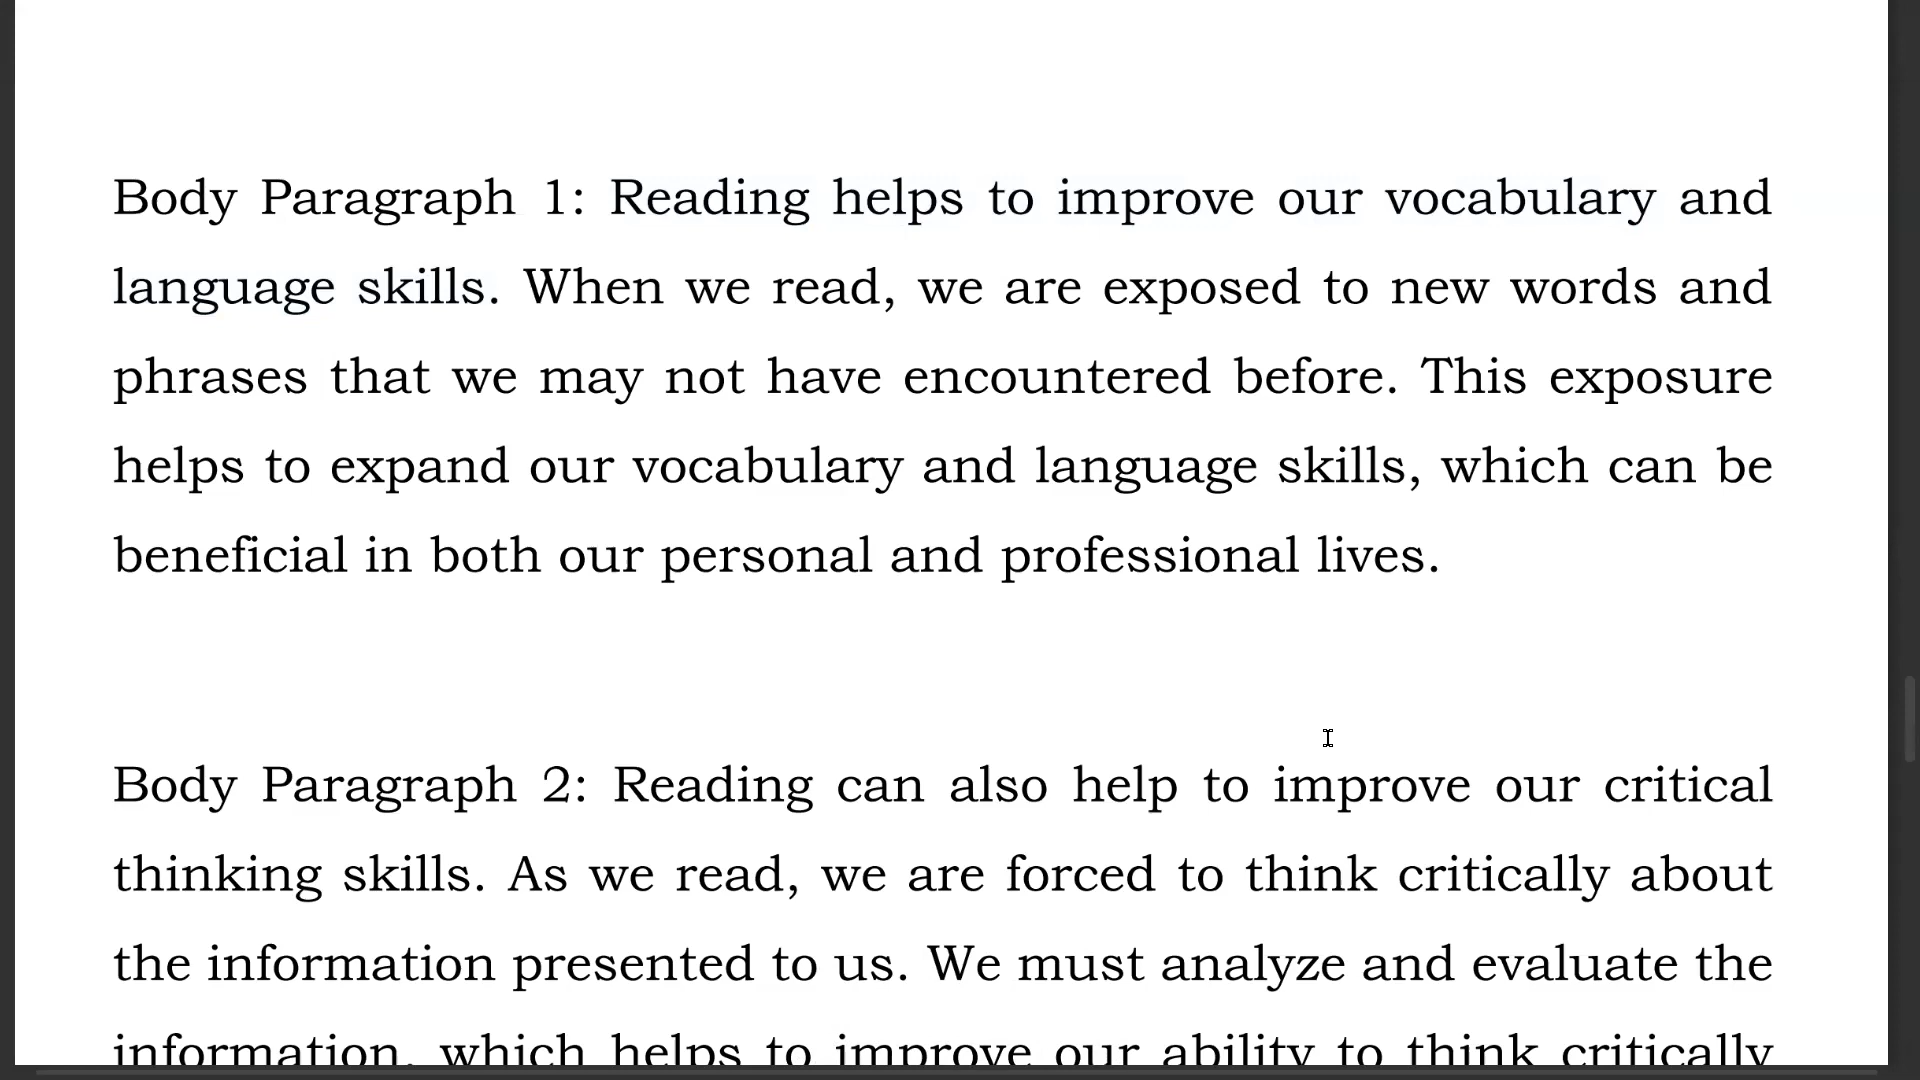 Body Paragraph 1: Reading helps to improve our vocabulary and
language skills. When we read, we are exposed to new words and
phrases that we may not have encountered before. This exposure
helps to expand our vocabulary and language skills, which can be
beneficial in both our personal and professional lives.
Body Paragraph 2: Reading can also help to improve our critical
thinking skills. As we read, we are forced to think critically about
the information presented to us. We must analyze and evaluate the
information, which helps to improve our ability to think critically